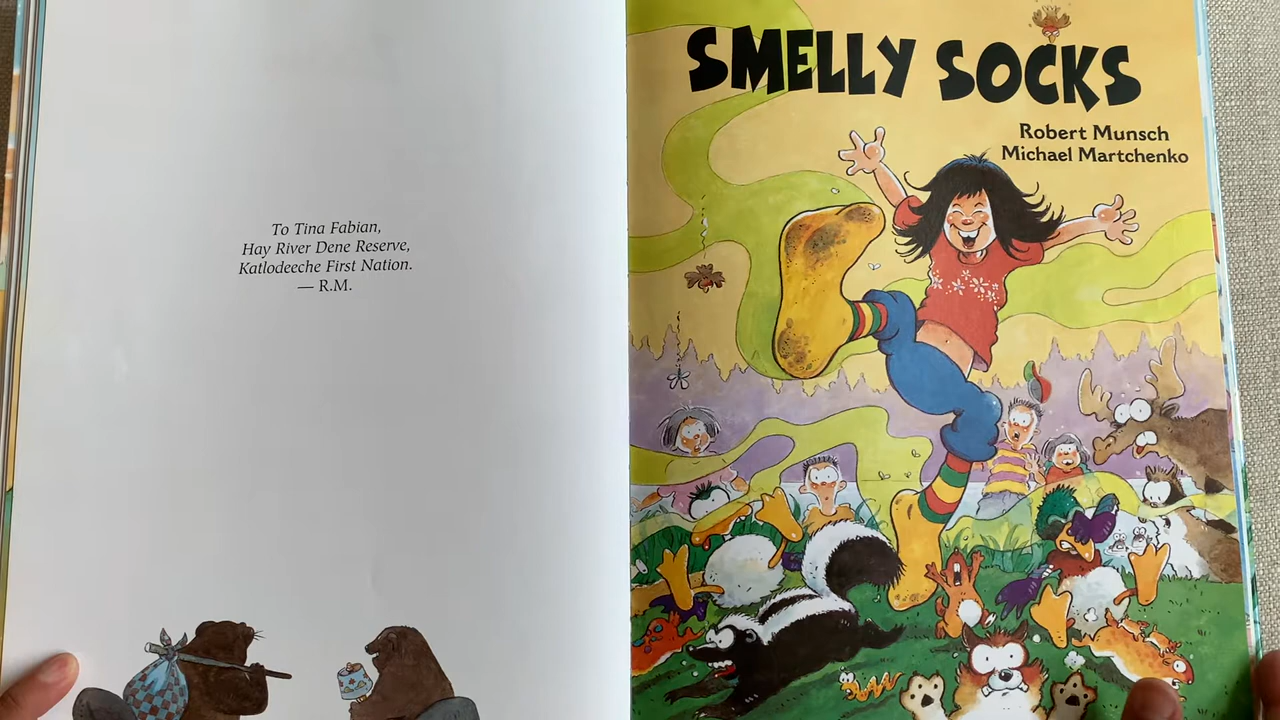 To Tina Fabian,
Hay River Dene Reserve,
Katlodeeche First Nation.
— R.M.
SMELLY SOCKS
Robert Munsch
Michael Martchenko